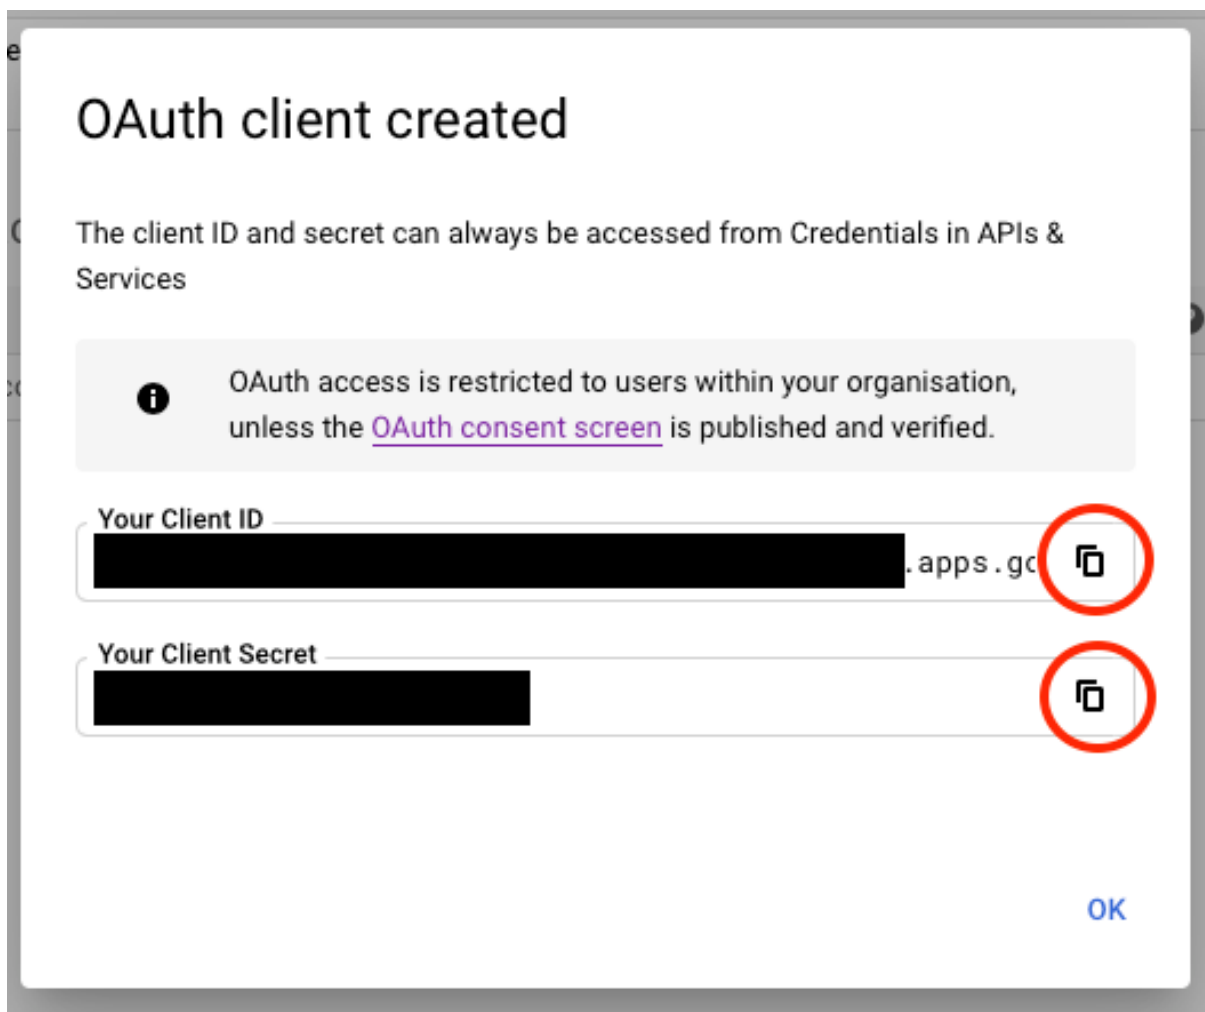 OAuth client created
The client ID and secret can always be accessed from Credentials in APIs &
Services
OAuth access is restricted to users within your organisation,
unless the OAuth consent screen is published and verified.
Your Client ID
.apps.gc
Your Client Secret
OK